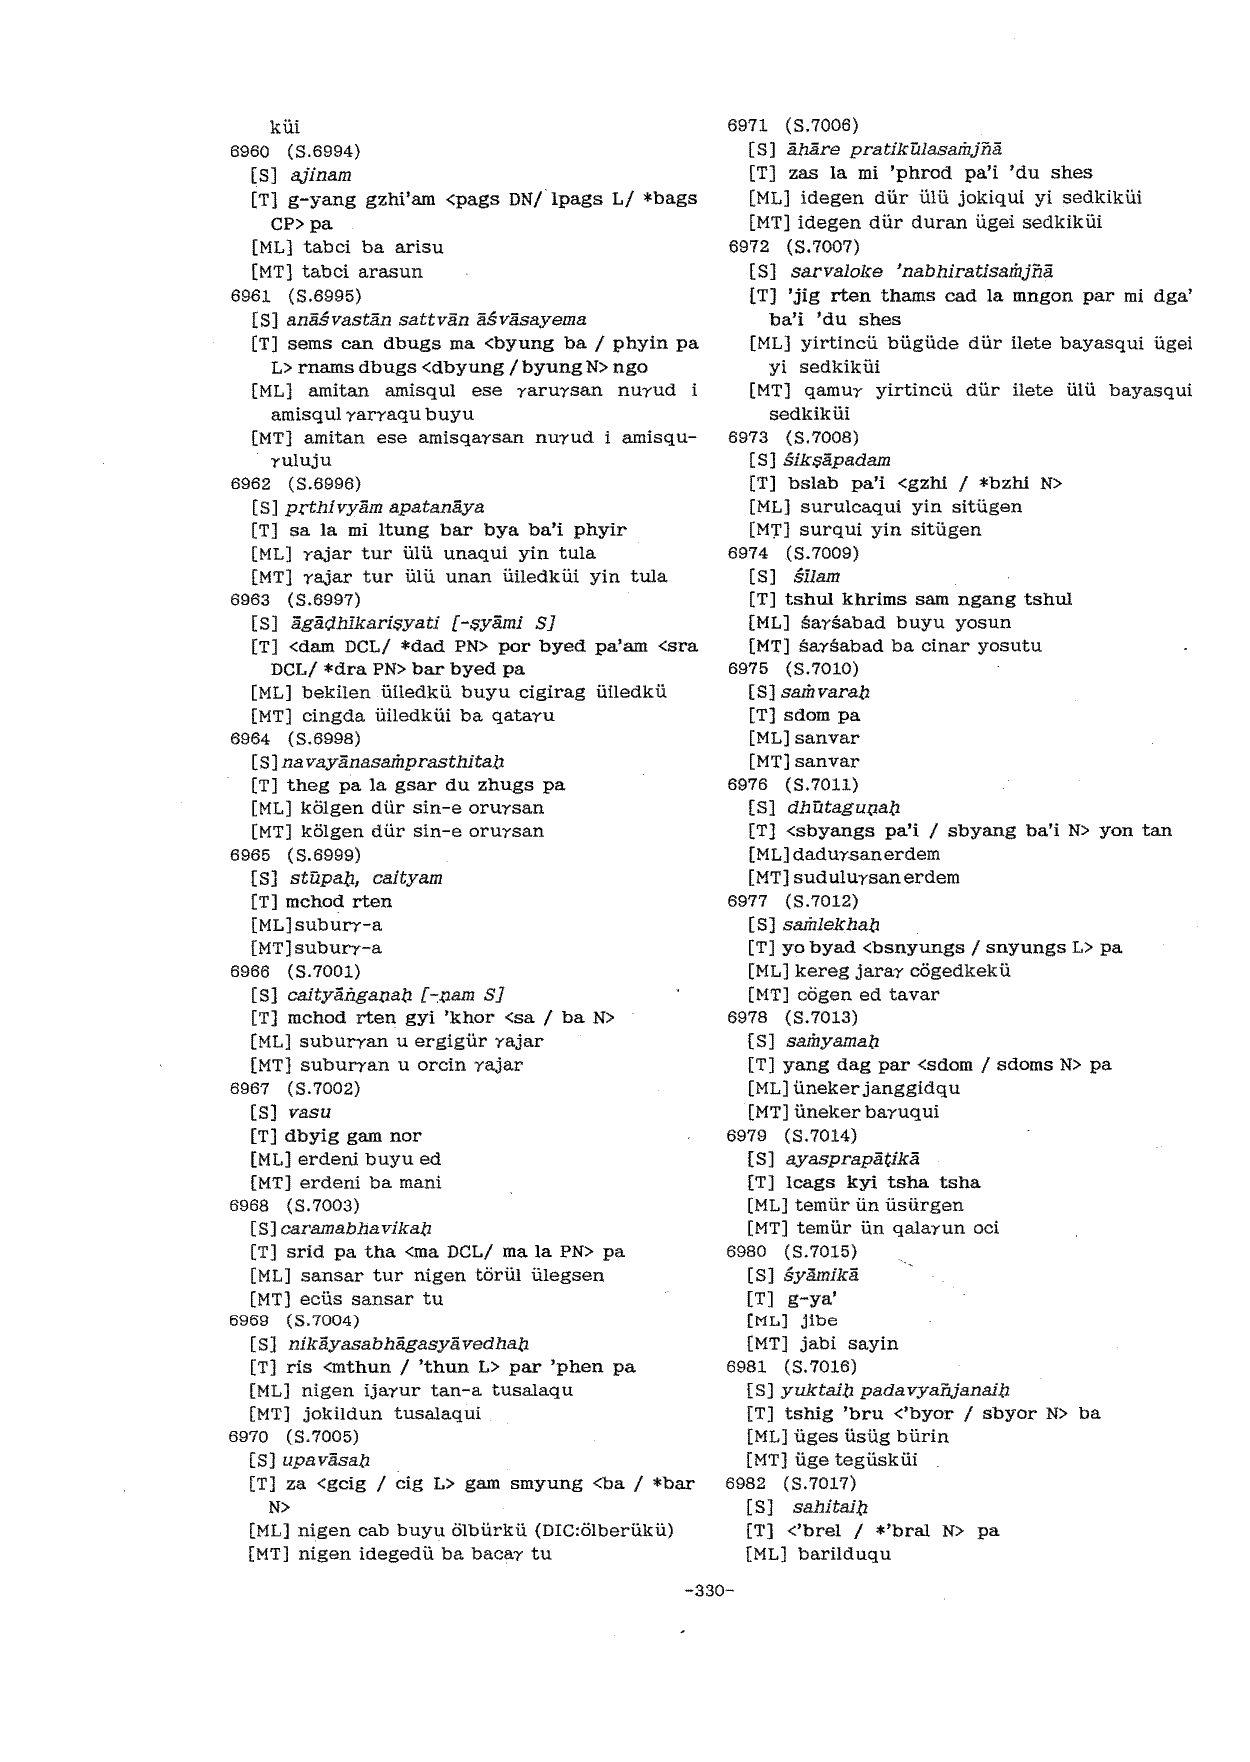 küi
6960 (S.6994)
[S] ajinam
[T] g-yang gzhi'am <pags DN/ lpags L/ *bags
CP> pa
[ML] tabci ba arisu
[MT] tabci arasun
6961 (S.6995)
[S] anāśvastān sattvān āśvāsayema
[T] sems can dbugs ma <byung ba / phyin pa
L> rnams dbugs <dbyung / byung N> ngo
[ML] amitan amisqul ese γaruγsan nuγud i
amisqul γarγaqu buyu
[MT] amitan ese amisqaγsan nuγud i amisqu-
γuluju
6962 (S.6996)
[S] pṛthivyām apatanāya
[T] sa la mi ltung bar bya ba'i phyir
[ML] γajar tur ülü unaqui yin tula
[MT] γajar tur ülü unan üiledküi yin tula
6963 (S.6997)
[S] āgāḍhīkariṣyati [-ṣyāmi S]
[T] <dam DCL/ *dad PN> por byed pa'am <sra
DCL/ *dra PN> bar byed pa
[ML] bekilen üiledkü buyu cigirag üiledkü
[MT] cingda üiledküi ba qataγu
6964 (S.6998)
[S] navayānasaṁprasthitaḥ
[T] theg pa la gsar du zhugs pa
[ML] kölgen dür sin-e oruγsan
[MT] kölgen dür sin-e oruγsan
6965 (S.6999)
[S] stūpaḥ, caityam
[T] mchod rten
[ML] suburγ-a
[MT] suburγ-a
6966 (S.7001)
[S] caityāṅgaṇaḥ [-ṇam S]
[T] mchod rten gyi 'khor <sa / ba N>
[ML] suburγan u ergigür γajar
[MT] suburγan u orcin γajar
6967 (S.7002)
[S] vasu
[T] dbyig gam nor
[ML] erdeni buyu ed
[MT] erdeni ba mani
6968 (S.7003)
[S] caramabhavikaḥ
[T] srid pa tha <ma DCL/ ma la PN> pa
[ML] sansar tur nigen törül ülegsen
[MT] ecüs sansar tu
6969 (S.7004)
[S] nikāyasabhāgasyāvedhaḥ
[T] ris <mthun / 'thun L> par 'phen pa
[ML] nigen ijaγur tan-a tusalaqu
[MT] jokildun tusalaqui
6970 (S.7005)
[S] upavāsaḥ
[T] za <gcig / cig L> gam smyung <ba / *bar
N>
[ML] nigen cab buyu ölbürkü (DIC:ölberükü)
[MT] nigen idegedü ba bacaγ tu
6971 (S.7006)
[S] āhāre pratikūlasaṁjñā
[T] zas la mi 'phrod pa'i 'du shes
[ML] idegen dür ülü jokiqui yi sedkiküi
[MT] idegen dür duran ügei sedkiküi
6972 (S.7007)
[S] sarvaloke 'nabhiratisaṁjñā
[T] 'jig rten thams cad la mngon par mi dga'
ba'i 'du shes
[ML] yirtincü bügüde dür ilete bayasqui ügei
yi sedkiküi
[MT] qamuγ yirtincü dür ilete ülü bayasqui
sedkiküi
6973 (S.7008)
[S] śikṣāpadam
[T] bslab pa'i <gzhi / *bzhi N>
[ML] surulcaqui yin sitügen
[MT] surqui yin sitügen
6974 (S.7009)
[S] śīlam
[T] tshul khrims sam ngang tshul
[ML] śaγśabad buyu yosun
[MT] śaγśabad ba cinar yosutu
6975 (S.7010)
[S] saṁvaraḥ
[T] sdom pa
[ML] sanvar
[MT] sanvar
6976 (S.7011)
[S] dhūtaguṇaḥ
[T] <sbyangs pa'i / sbyang ba'i N> yon tan
[ML] daduγsan erdem
[MT] suduluγsan erdem
6977 (S.7012)
[S] saṁlekhaḥ
[T] yo byad <bsnyungs / snyungs L> pa
[ML] kereg jaraγ cögedkekü
[MT] cögen ed tavar
6978 (S.7013)
[S] saṁyamaḥ
[T] yang dag par <sdom / sdoms N> pa
[ML] üneker janggidqu
[MT] üneker baγuqui
6979 (S.7014)
[S] ayasprapāṭikā
[T] lcags kyi tsha tsha
[ML] temür ün üsürgen
[MT] temür ün qalaγun oci
6980 (S.7015)
[S] śyāmikā
[T] g-ya'
[ML] jibe
[MT] jabi sayin
6981 (S.7016)
[S] yuktaiḥ padavyañjanaiḥ
[T] tshig 'bru <'byor / sbyor N> ba
[ML] üges üsüg bürin
[MT] üge tegüsküi
6982 (S.7017)
[S] sahitaiḥ
[T] <'brel / *'bral N> pa
[ML] barilduqu
-330-